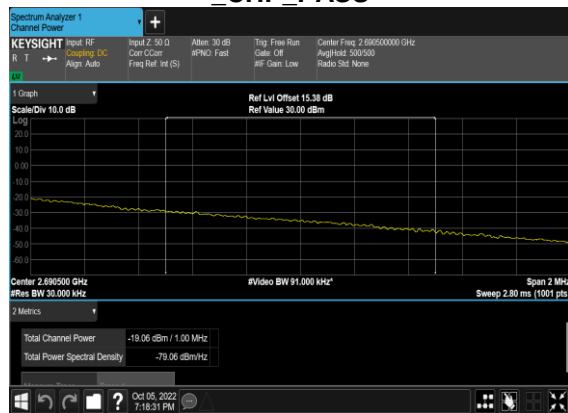 _CHP_PASS
Spectrum Analyzer 1
Channel Power
+
KEYSIGHT
R T
LU
Input: RF
Coupling: DC
Align: Auto
Input Z: 50 Ω
Corr CCorr
Freq Ref: Int (S)
Atten: 30 dB
#PNO: Fast
Trig: Free Run
Gate: Off
#IF Gain: Low
Center Freq: 2.690500000 GHz
Avg|Hold: 500/500
Radio Std: None
1 Graph
Scale/Div 10.0 dB
Ref Lvl Offset 15.38 dB
Ref Value 30.00 dBm
Log
20.0
10.0
0.00
-10.0
-20.0
-30.0
-40.0
-50.0
-60.0
Center 2.690500 GHz
#Video BW 91.000 kHz*
Span 2 MHz
#Res BW 30.000 kHz
Sweep 2.80 ms (1001 pts
2 Metrics
Total Channel Power -19.06 dBm / 1.00 MHz
Total Power Spectral Density -79.06 dBm/Hz
?
Oct 05, 2022
7:18:31 PM